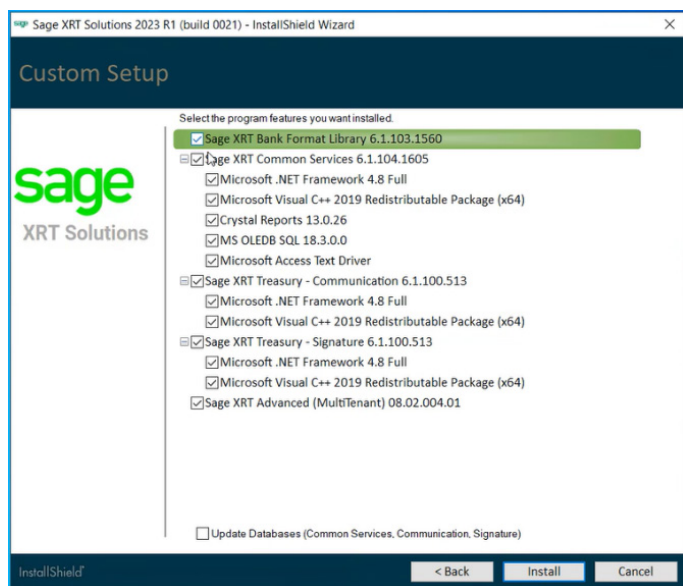 sage Sage XRT Solutions 2023 R1 (build 0021) - InstallShield Wizard
Custom Setup
Select the program features you want installed.
Sage XRT Bank Format Library 6.1.103.1560
Sage XRT Common Services 6.1.104.1605
Microsoft .NET Framework 4.8 Full
Microsoft Visual C++ 2019 Redistributable Package (x64)
Crystal Reports 13.0.26
MS OLEDB SQL 18.3.0.0
Microsoft Access Text Driver
Sage XRT Treasury - Communication 6.1.100.513
Microsoft .NET Framework 4.8 Full
Microsoft Visual C++ 2019 Redistributable Package (x64)
Sage XRT Treasury - Signature 6.1.100.513
Microsoft .NET Framework 4.8 Full
Microsoft Visual C++ 2019 Redistributable Package (x64)
Sage XRT Advanced (MultiTenant) 08.02.004.01
sage
XRT Solutions
Update Databases (Common Services, Communication, Signature)
InstallShield
< Back
Install
Cancel